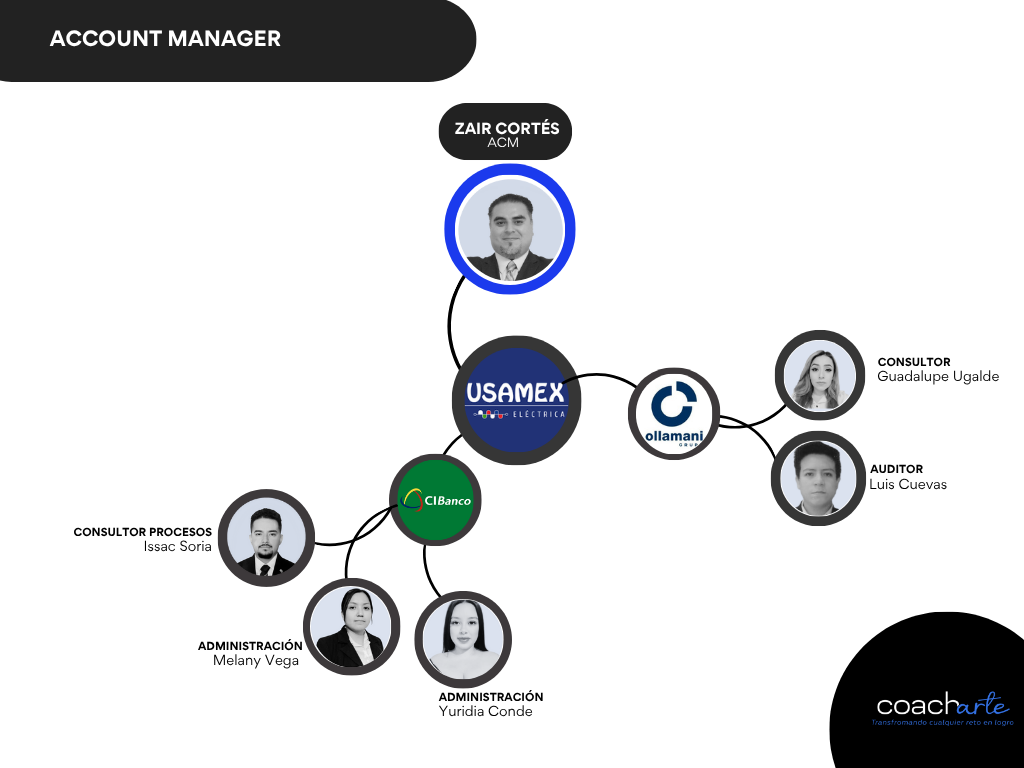 ACCOUNT MANAGER
ZAIR CORTÉS
ACM
USAMEX
ELÉCTRICA
ollamani
GRUPO
CIBanco
CONSULTOR
Guadalupe Ugalde
AUDITOR
Luis Cuevas
CONSULTOR PROCESOS
Issac Soria
ADMINISTRACIÓN
Melany Vega
ADMINISTRACIÓN
Yuridia Conde
coacharte
Transfromando cualquier reto en logro